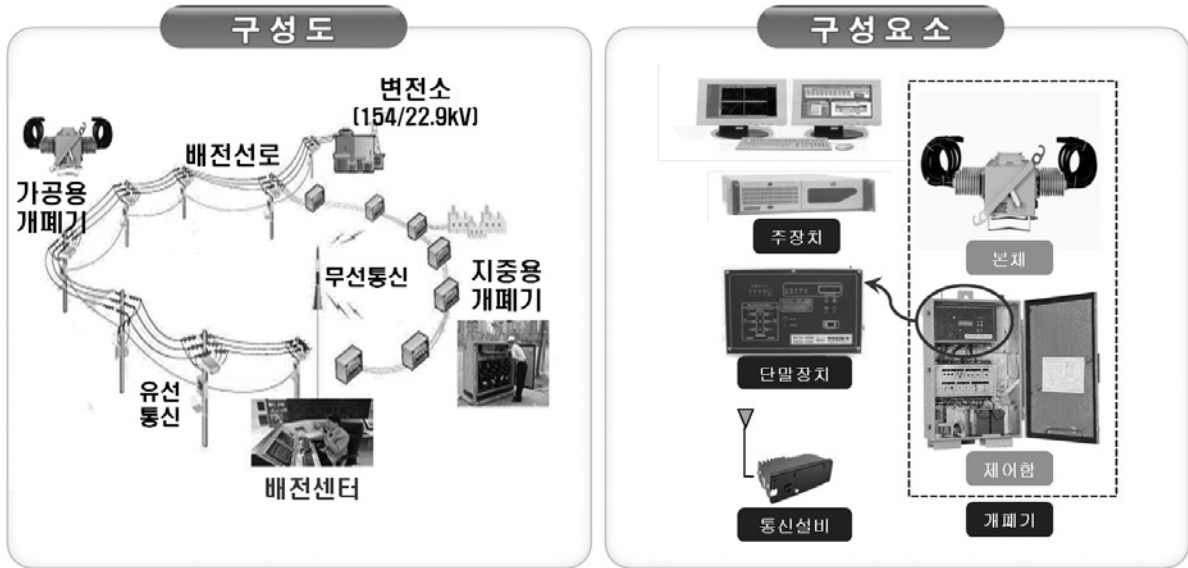 구성도
변전소
(154/22.9kV)
배전선로
가공용
개폐기
무선통신
지중용
개폐기
유선
통신
배전센터
구성요소
주장치
본체
단말장치
제어함
통신설비
개폐기